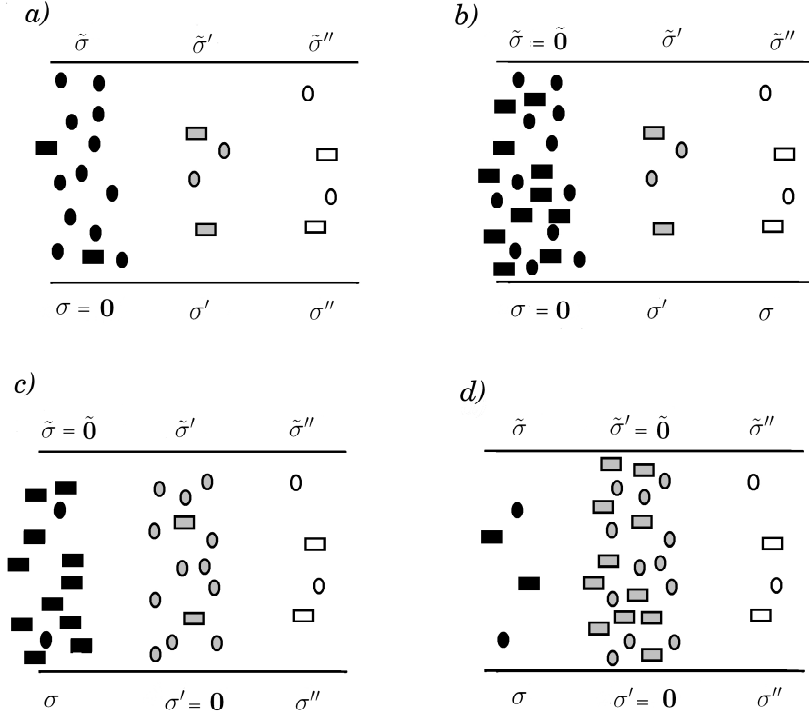 a) b)
σ̃ σ̃′ σ̃″ σ̃ = 0̃ σ̃′ σ̃″
σ = 0 σ′ σ″ σ = 0 σ′ σ
c) d)
σ̃ = 0̃ σ̃′ σ̃″ σ̃ σ̃′ = 0̃ σ̃″
σ σ′ = 0 σ″ σ σ′ = 0 σ″